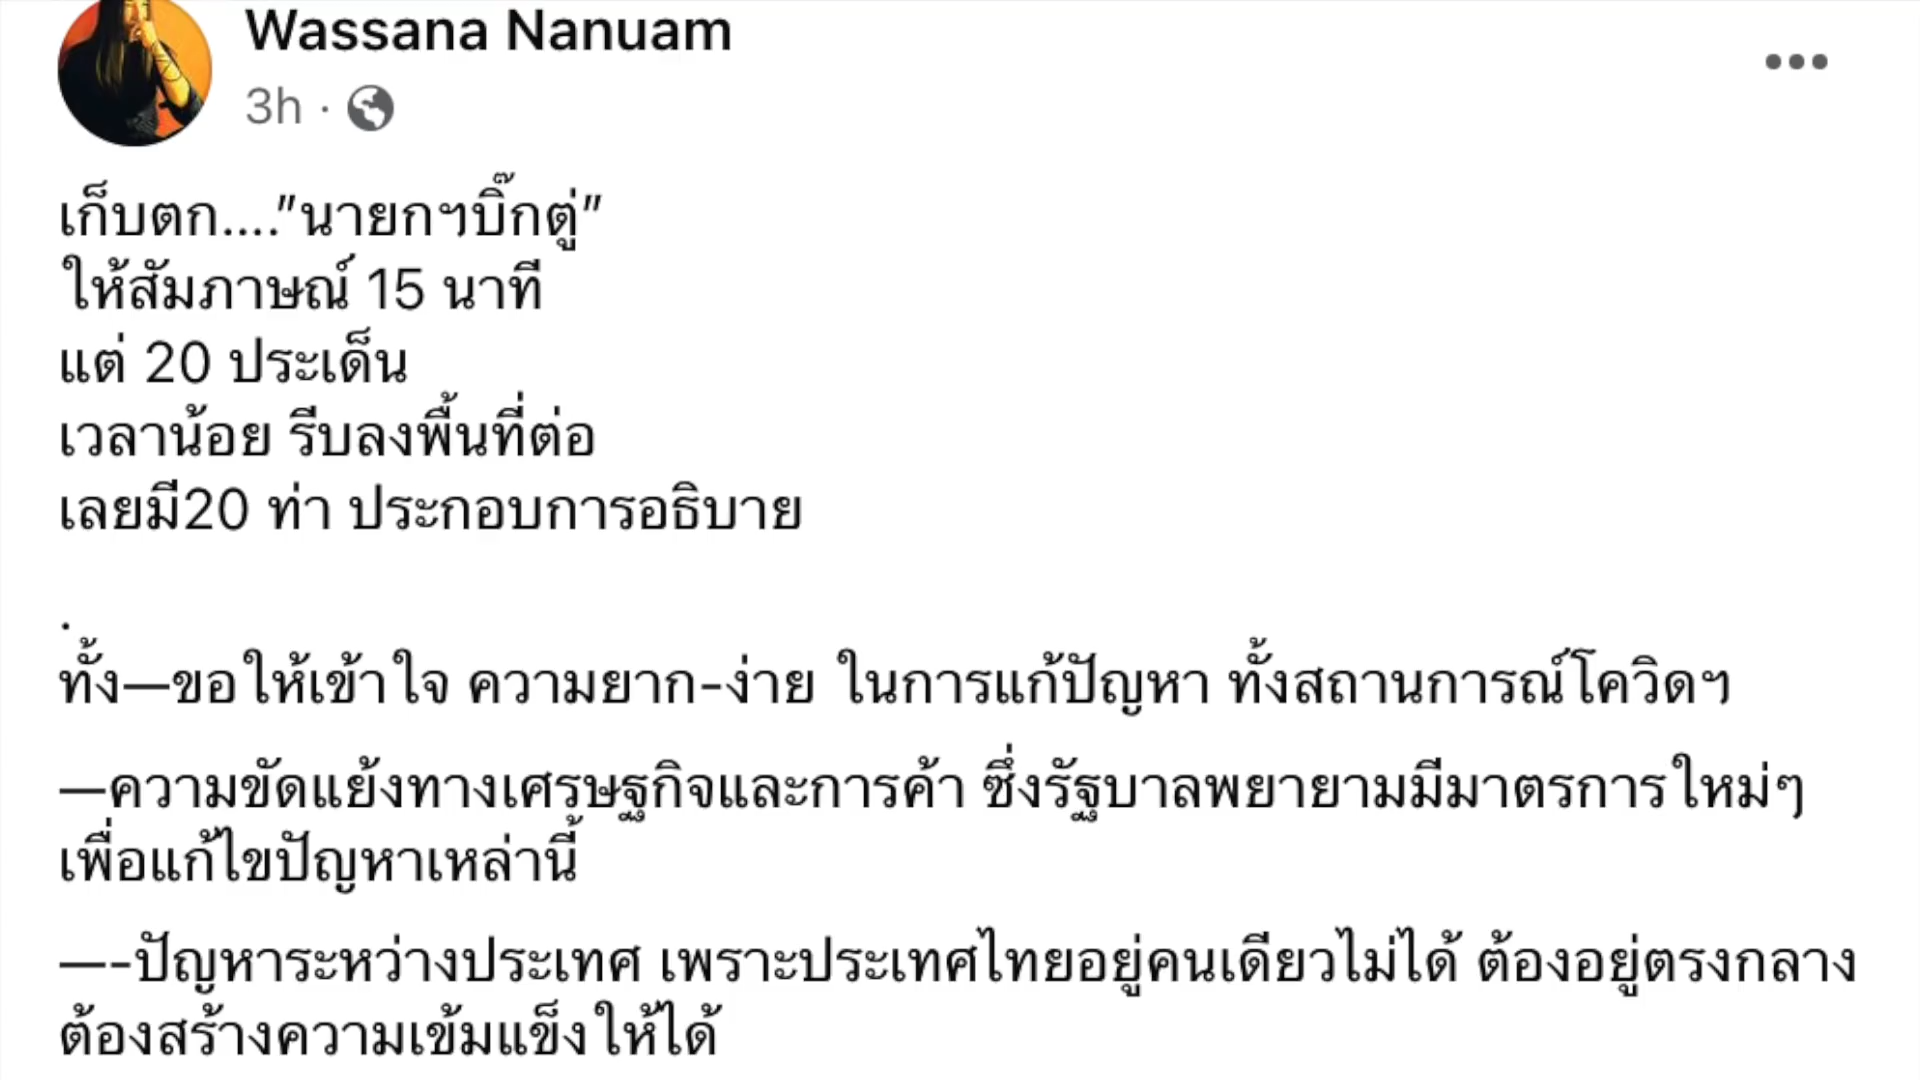 Wassana Nanuam
3h ·
เก็บตก...."นายกฯบิ๊กตู่"
ให้สัมภาษณ์ 15 นาที
แต่ 20 ประเด็น
เวลาน้อย รีบลงพื้นที่ต่อ
เลยมี20 ท่า ประกอบการอธิบาย
.
ทั้ง—ขอให้เข้าใจ ความยาก-ง่าย ในการแก้ปัญหา ทั้งสถานการณ์โควิดฯ
—ความขัดแย้งทางเศรษฐกิจและการค้า ซึ่งรัฐบาลพยายามมีมาตรการใหม่ๆ
เพื่อแก้ไขปัญหาเหล่านี้
—-ปัญหาระหว่างประเทศ เพราะประเทศไทยอยู่คนเดียวไม่ได้ ต้องอยู่ตรงกลาง
ต้องสร้างความเข้มแข็งให้ได้